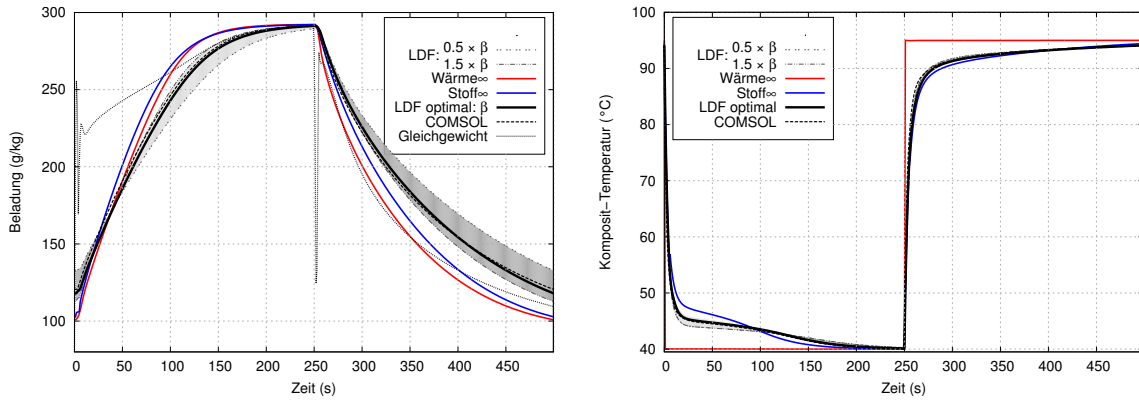 300
250
200
150
100
Beladung (g/kg)
0 50 100 150 200 250 300 350 400 450
Zeit (s)
LDF: 0.5 × β
1.5 × β
Wärme∞
Stoff∞
LDF optimal: β
COMSOL
Gleichgewicht
100
90
80
70
60
50
40
Komposit−Temperatur (°C)
0 50 100 150 200 250 300 350 400 450
Zeit (s)
LDF: 0.5 × β
1.5 × β
Wärme∞
Stoff∞
LDF optimal
COMSOL